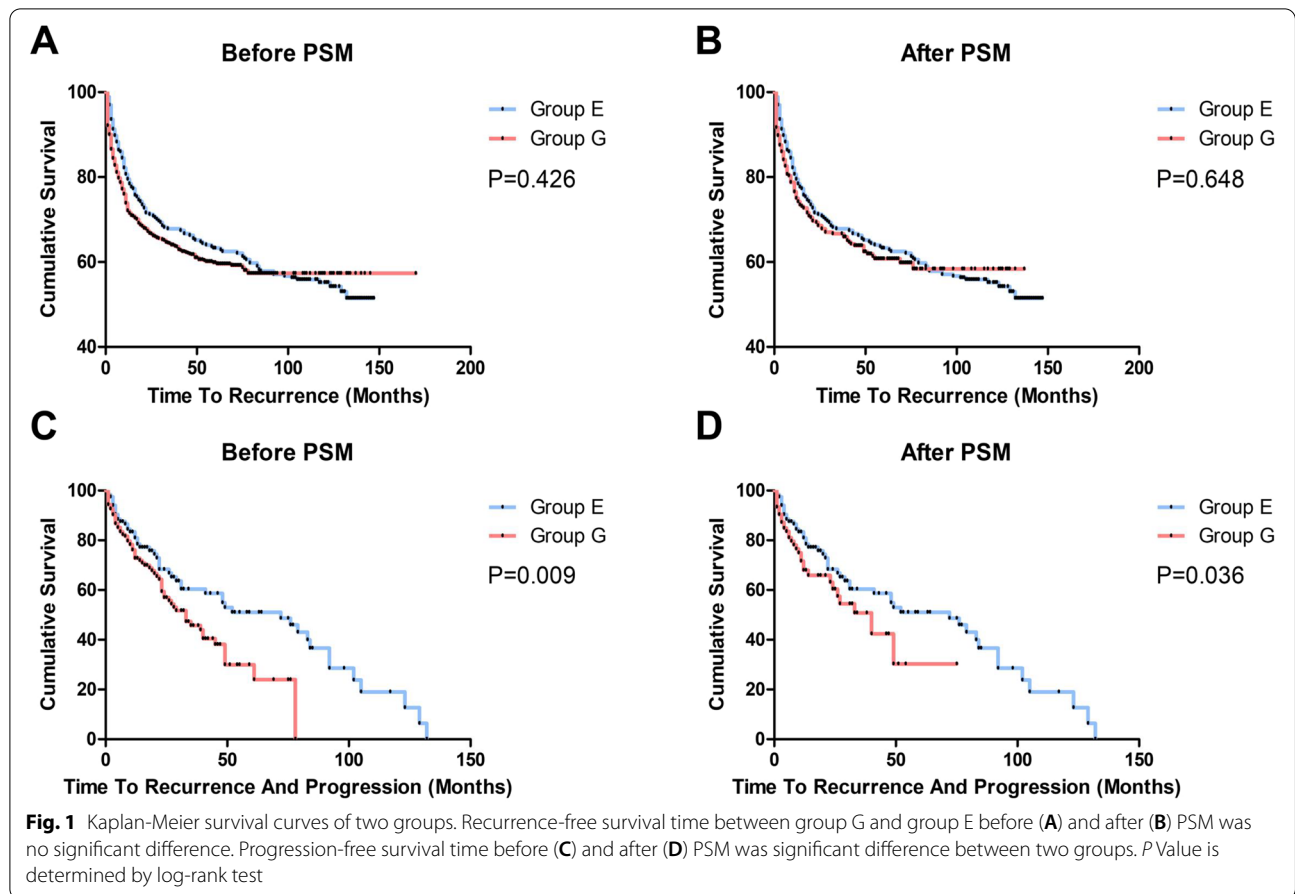 A
Before PSM
100
80
60
40
Cumulative Survival
0
50
100
150
200
Time To Recurrence (Months)
Group E
Group G
P=0.426
B
After PSM
100
80
60
40
Cumulative Survival
0
50
100
150
200
Time To Recurrence (Months)
Group E
Group G
P=0.648
C
Before PSM
100
80
60
40
20
0
Cumulative Survival
0
50
100
150
Time To Recurrence And Progression (Months)
Group E
Group G
P=0.009
D
After PSM
100
80
60
40
20
0
Cumulative Survival
0
50
100
150
Time To Recurrence And Progression (Months)
Group E
Group G
P=0.036
Fig. 1 Kaplan-Meier survival curves of two groups. Recurrence-free survival time between group G and group E before (A) and after (B) PSM was
no significant difference. Progression-free survival time before (C) and after (D) PSM was significant difference between two groups. P Value is
determined by log-rank test